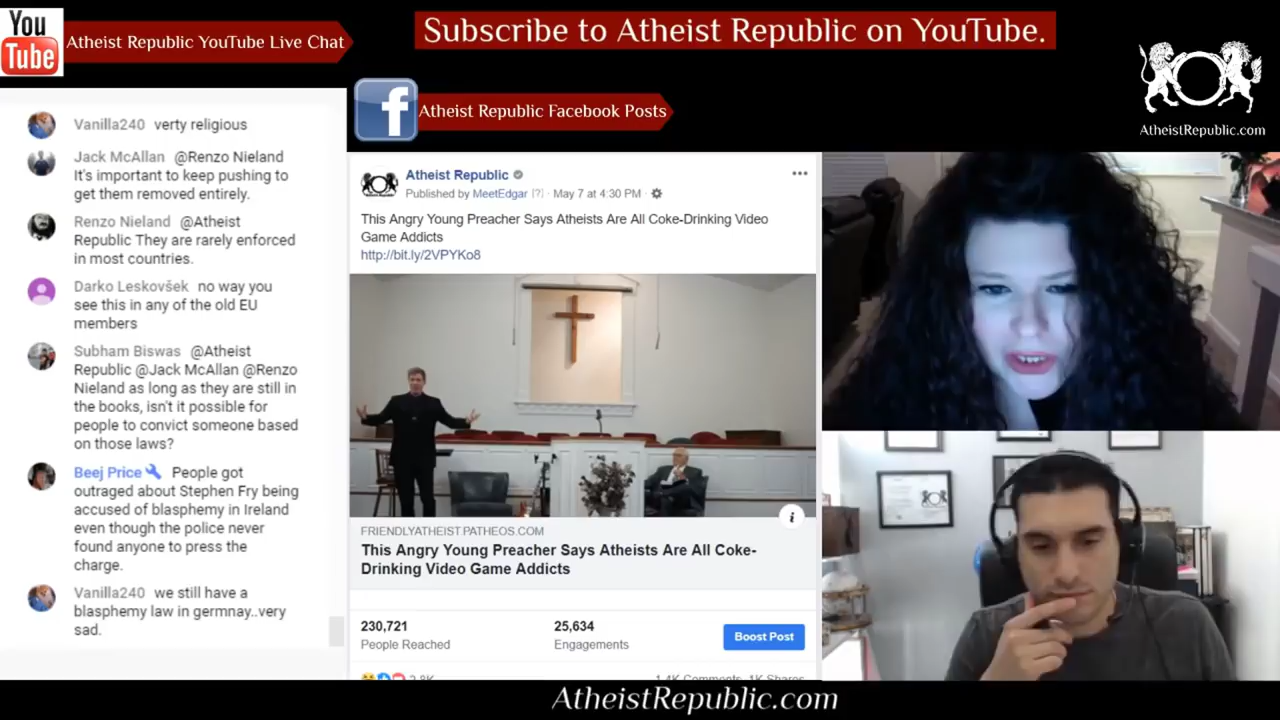 You
Tube
Atheist Republic YouTube Live Chat
Subscribe to Atheist Republic on YouTube.
AtheistRepublic.com
f
Atheist Republic Facebook Posts
Vanilla240 verty religious
Jack McAllan @Renzo Nieland
It's important to keep pushing to
get them removed entirely.
Renzo Nieland @Atheist
Republic They are rarely enforced
in most countries.
Darko Leskovšek no way you
see this in any of the old EU
members
Subham Biswas @Atheist
Republic @Jack McAllan @Renzo
Nieland as long as they are still in
the books, isn't it possible for
people to convict someone based
on those laws?
Beej Price People got
outraged about Stephen Fry being
accused of blasphemy in Ireland
even though the police never
found anyone to press the
charge.
Vanilla240 we still have a
blasphemy law in germnay..very
sad.
Atheist Republic
Published by MeetEdgar [?] · May 7 at 4:30 PM ·
This Angry Young Preacher Says Atheists Are All Coke-Drinking Video
Game Addicts
http://bit.ly/2VPYKo8
i
FRIENDLYATHEIST.PATHEOS.COM
This Angry Young Preacher Says Atheists Are All Coke-
Drinking Video Game Addicts
230,721
People Reached
25,634
Engagements
Boost Post
2.8K
1.4K Comments 1K Shares
AtheistRepublic.com